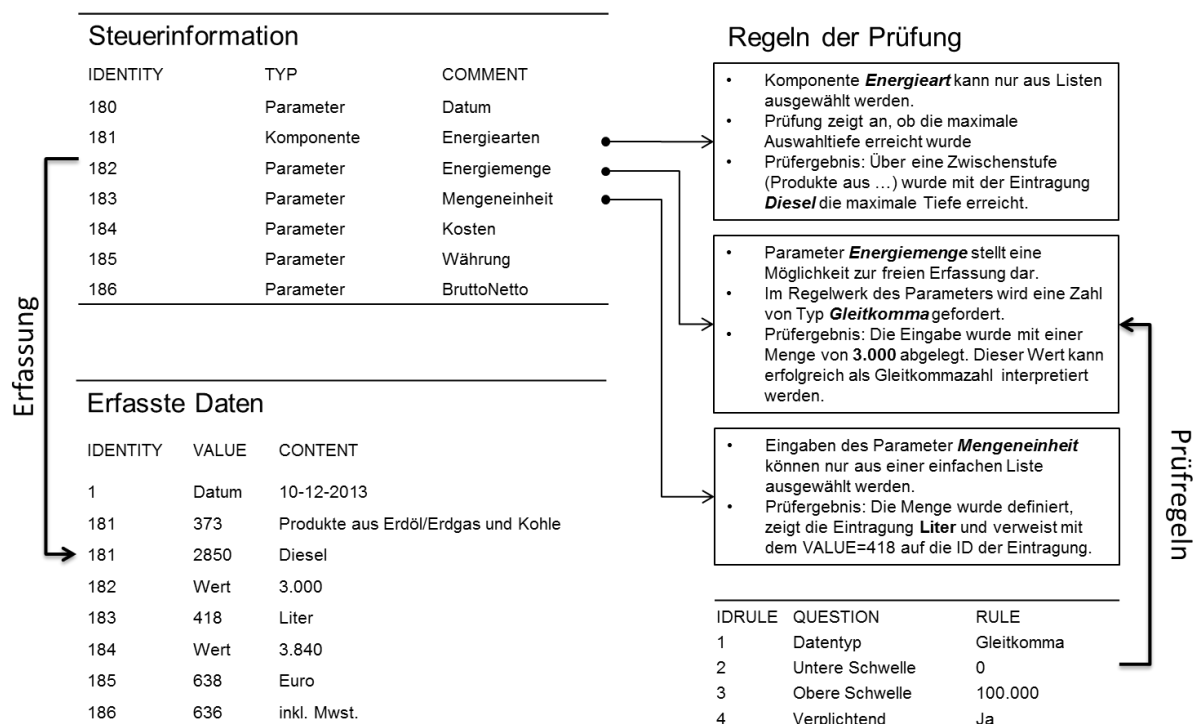 Steuerinformation
IDENTITY TYP COMMENT
180 Parameter Datum
181 Komponente Energiearten
182 Parameter Energiemenge
183 Parameter Mengeneinheit
184 Parameter Kosten
185 Parameter Währung
186 Parameter BruttoNetto
Erfassung
Erfasste Daten
IDENTITY VALUE CONTENT
1 Datum 10-12-2013
181 373 Produkte aus Erdöl/Erdgas und Kohle
181 2850 Diesel
182 Wert 3.000
183 418 Liter
184 Wert 3.840
185 638 Euro
186 636 inkl. Mwst.
Regeln der Prüfung
• Komponente Energieart kann nur aus Listen
ausgewählt werden.
• Prüfung zeigt an, ob die maximale
Auswahltiefe erreicht wurde
• Prüfergebnis: Über eine Zwischenstufe
(Produkte aus …) wurde mit der Eintragung
Diesel die maximale Tiefe erreicht.
• Parameter Energiemenge stellt eine
Möglichkeit zur freien Erfassung dar.
• Im Regelwerk des Parameters wird eine Zahl
von Typ Gleitkomma gefordert.
• Prüfergebnis: Die Eingabe wurde mit einer
Menge von 3.000 abgelegt. Dieser Wert kann
erfolgreich als Gleitkommazahl interpretiert
werden.
• Eingaben des Parameter Mengeneinheit
können nur aus einer einfachen Liste
ausgewählt werden.
• Prüfergebnis: Die Menge wurde definiert,
zeigt die Eintragung Liter und verweist mit
dem VALUE=418 auf die ID der Eintragung.
Prüfregeln
IDRULE QUESTION RULE
1 Datentyp Gleitkomma
2 Untere Schwelle 0
3 Obere Schwelle 100.000
4 Verpflichtend Ja